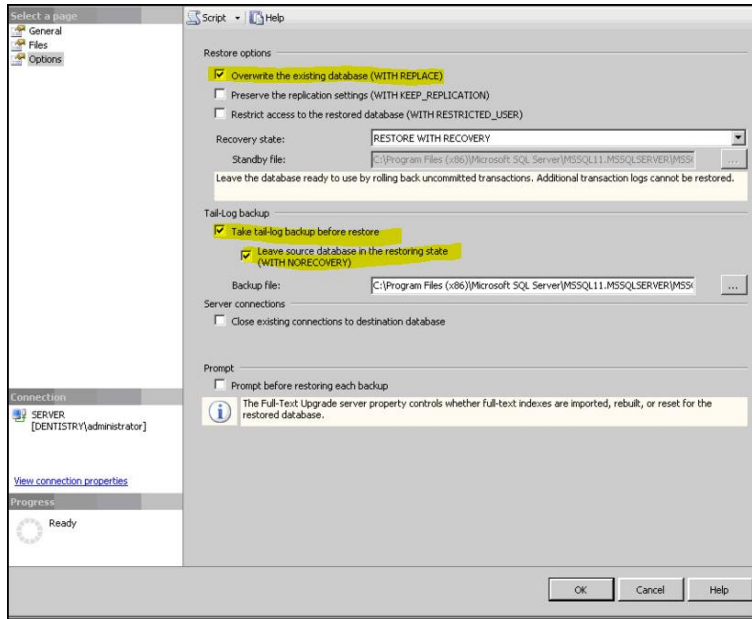 Select a page
General
Files
Options
Script
Help
Restore options
Overwrite the existing database (WITH REPLACE)
Preserve the replication settings (WITH KEEP_REPLICATION)
Restrict access to the restored database (WITH RESTRICTED_USER)
Recovery state:
RESTORE WITH RECOVERY
Standby file:
C:\Program Files (x86)\Microsoft SQL Server\MSSQL11.MSSQLSERVER\MSS
...
Leave the database ready to use by rolling back uncommitted transactions. Additional transaction logs cannot be restored.
Tail-Log backup
Take tail-log backup before restore
Leave source database in the restoring state
(WITH NORECOVERY)
Backup file:
C:\Program Files (x86)\Microsoft SQL Server\MSSQL11.MSSQLSERVER\MSS
...
Server connections
Close existing connections to destination database
Prompt
Prompt before restoring each backup
The Full-Text Upgrade server property controls whether full-text indexes are imported, rebuilt, or reset for the
restored database.
Connection
SERVER
[DENTISTRY\administrator]
View connection properties
Progress
Ready
OK
Cancel
Help